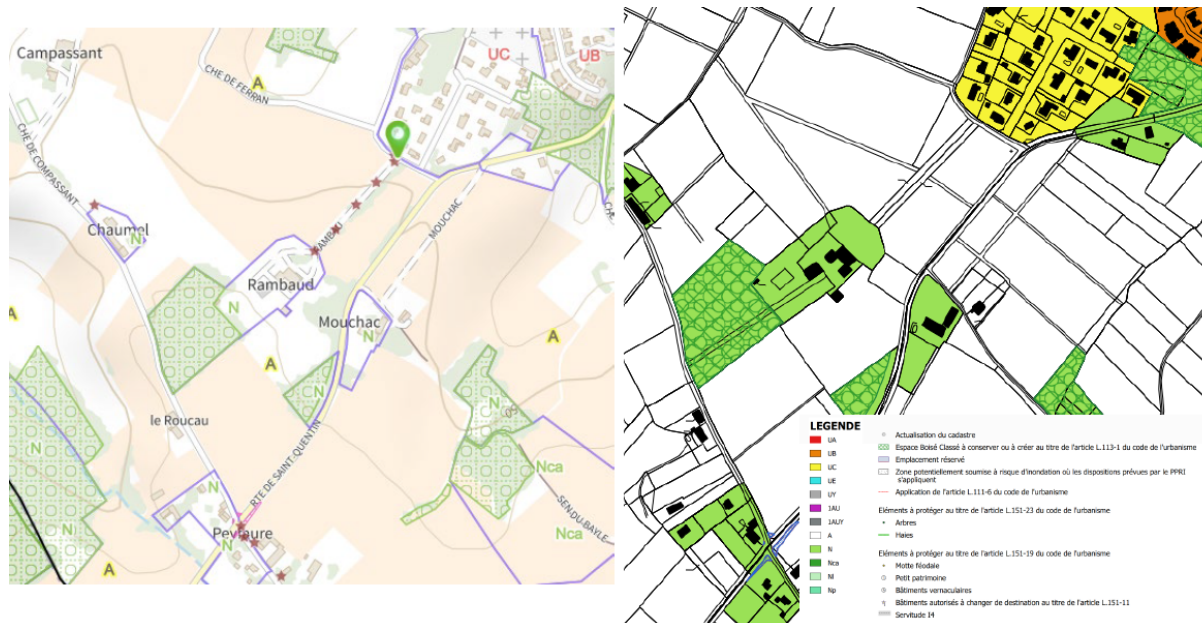 Campassant
UC
UB
CHE DE FERRAN
A
CHE DE COMPASSANT
MOUCHAC
Chaumel
N
Rambaud
N
Mouchac
N
A
A
A
N
N
le Roucau
N
RTE DE SAINT-QUENTIN
Nca
SEN-DU-BAYLE
Nca
Peylaure
N
N
A
LEGENDE
UA
UB
UC
UE
UY
1AU
1AUY
A
N
Nca
Nl
Np
Actualisation du cadastre
Espace Boisé Classé à conserver ou à créer au titre de l'article L.113-1 du code de l'urbanisme
Emplacement réservé
Zone potentiellement soumise à risque d'inondation où les dispositions prévues par le PPRI
s'appliquent
Application de l'article L.111-6 du code de l'urbanisme
Eléments à protéger au titre de l'article L.151-23 du code de l'urbanisme
Arbres
Haies
Eléments à protéger au titre de l'article L.151-19 du code de l'urbanisme
Motte féodale
Petit patrimoine
Bâtiments vernaculaires
Bâtiments autorisés à changer de destination au titre de l'article L.151-11
Servitude I4